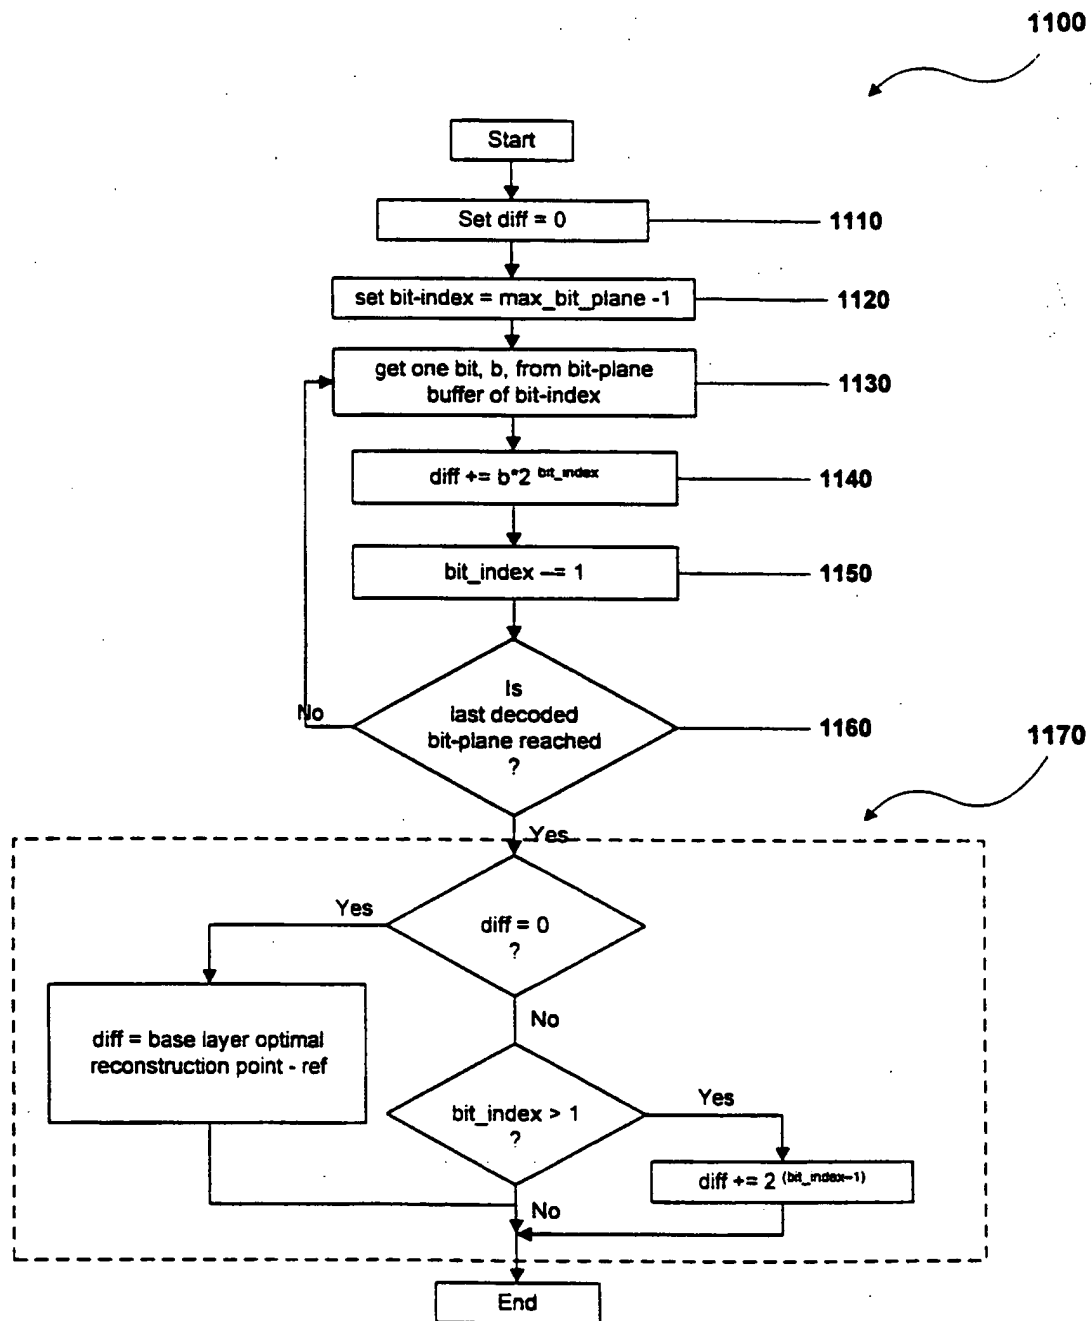 1100
Start
Set diff = 0
1110
set bit-index = max_bit_plane -1
1120
get one bit, b, from bit-plane
buffer of bit-index
1130
diff += b*2 bit_index
1140
bit_index -= 1
1150
Is
last decoded
bit-plane reached
?
No
1160
1170
Yes
diff = 0
?
Yes
No
diff = base layer optimal
reconstruction point - ref
bit_index > 1
?
Yes
diff += 2 (bit_index-1)
No
End